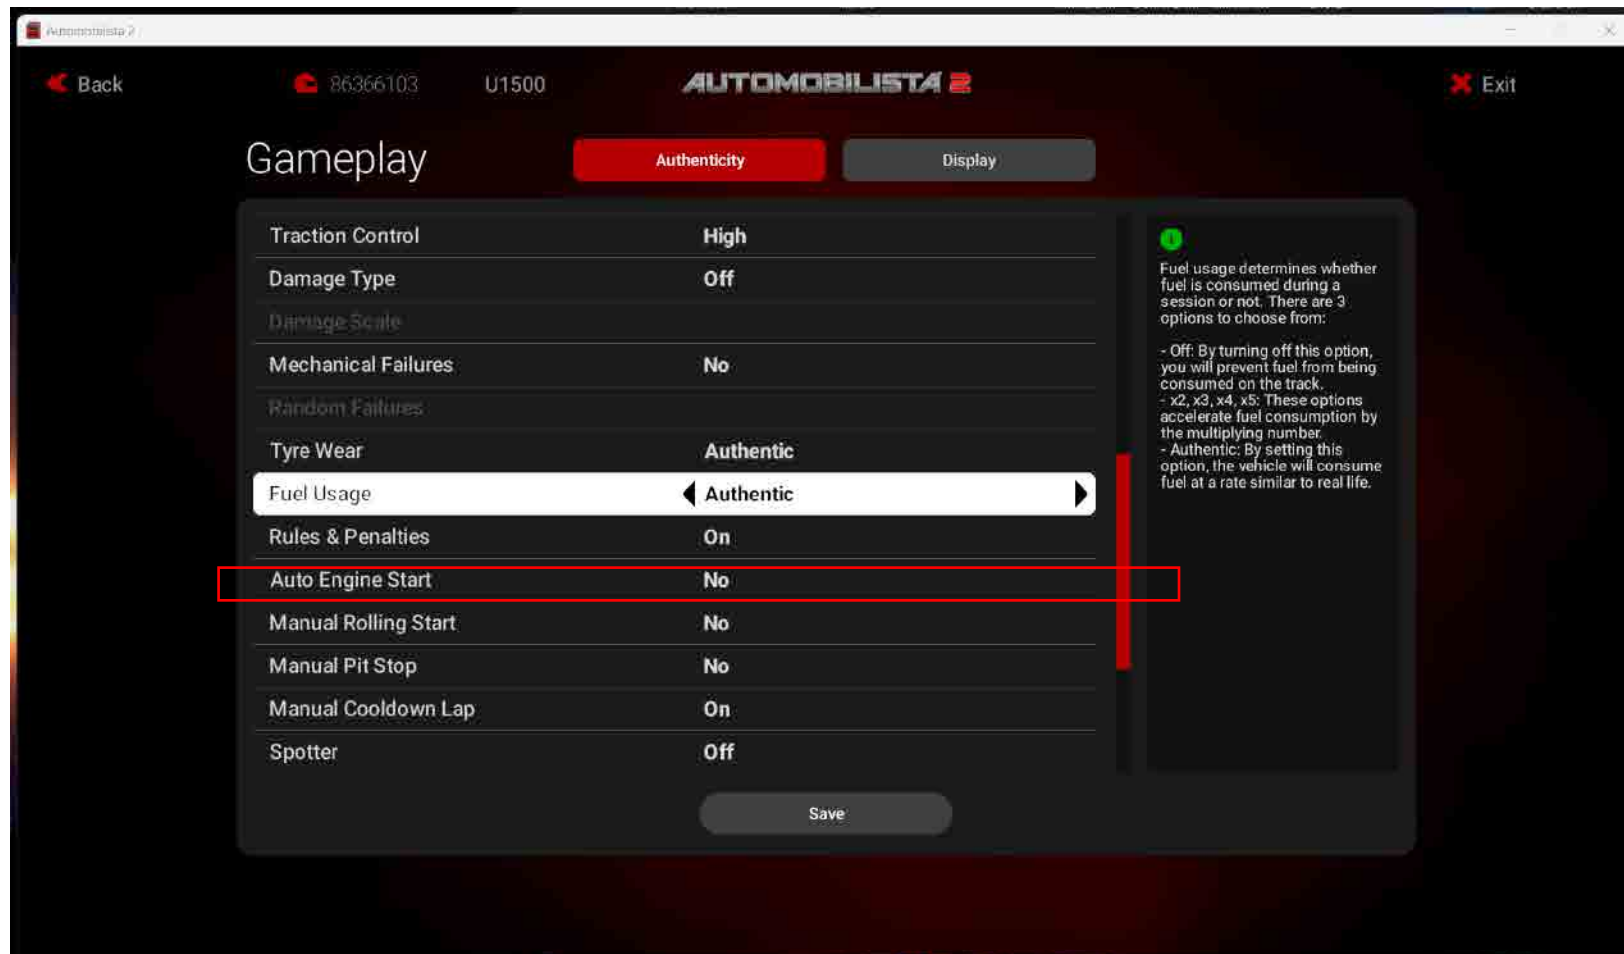 Automobilista 2
Back
86366103
U1500
AUTOMOBILISTA 2
Exit
Gameplay
Authenticity
Display
Traction Control High
Damage Type Off
Damage Scale
Mechanical Failures No
Random Failures
Tyre Wear Authentic
Fuel Usage Authentic
Rules & Penalties On
Auto Engine Start No
Manual Rolling Start No
Manual Pit Stop No
Manual Cooldown Lap On
Spotter Off
Save
Fuel usage determines whether
fuel is consumed during a
session or not. There are 3
options to choose from:
- Off: By turning off this option,
you will prevent fuel from being
consumed on the track.
- x2, x3, x4, x5: These options
accelerate fuel consumption by
the multiplying number.
- Authentic: By setting this
option, the vehicle will consume
fuel at a rate similar to real life.